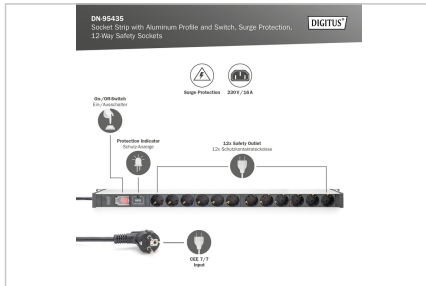 DN-95435
Socket Strip with Aluminum Profile and Switch, Surge Protection,
12-Way Safety Sockets
DIGITUS®
Surge Protection
230V/16A
On-/Off-Switch
Ein-/Ausschalter
Protection Indicator
Schutz-Anzeige
12x Safety Outlet
12x Schutzkontaktsteckdose
CEE 7/7
Input